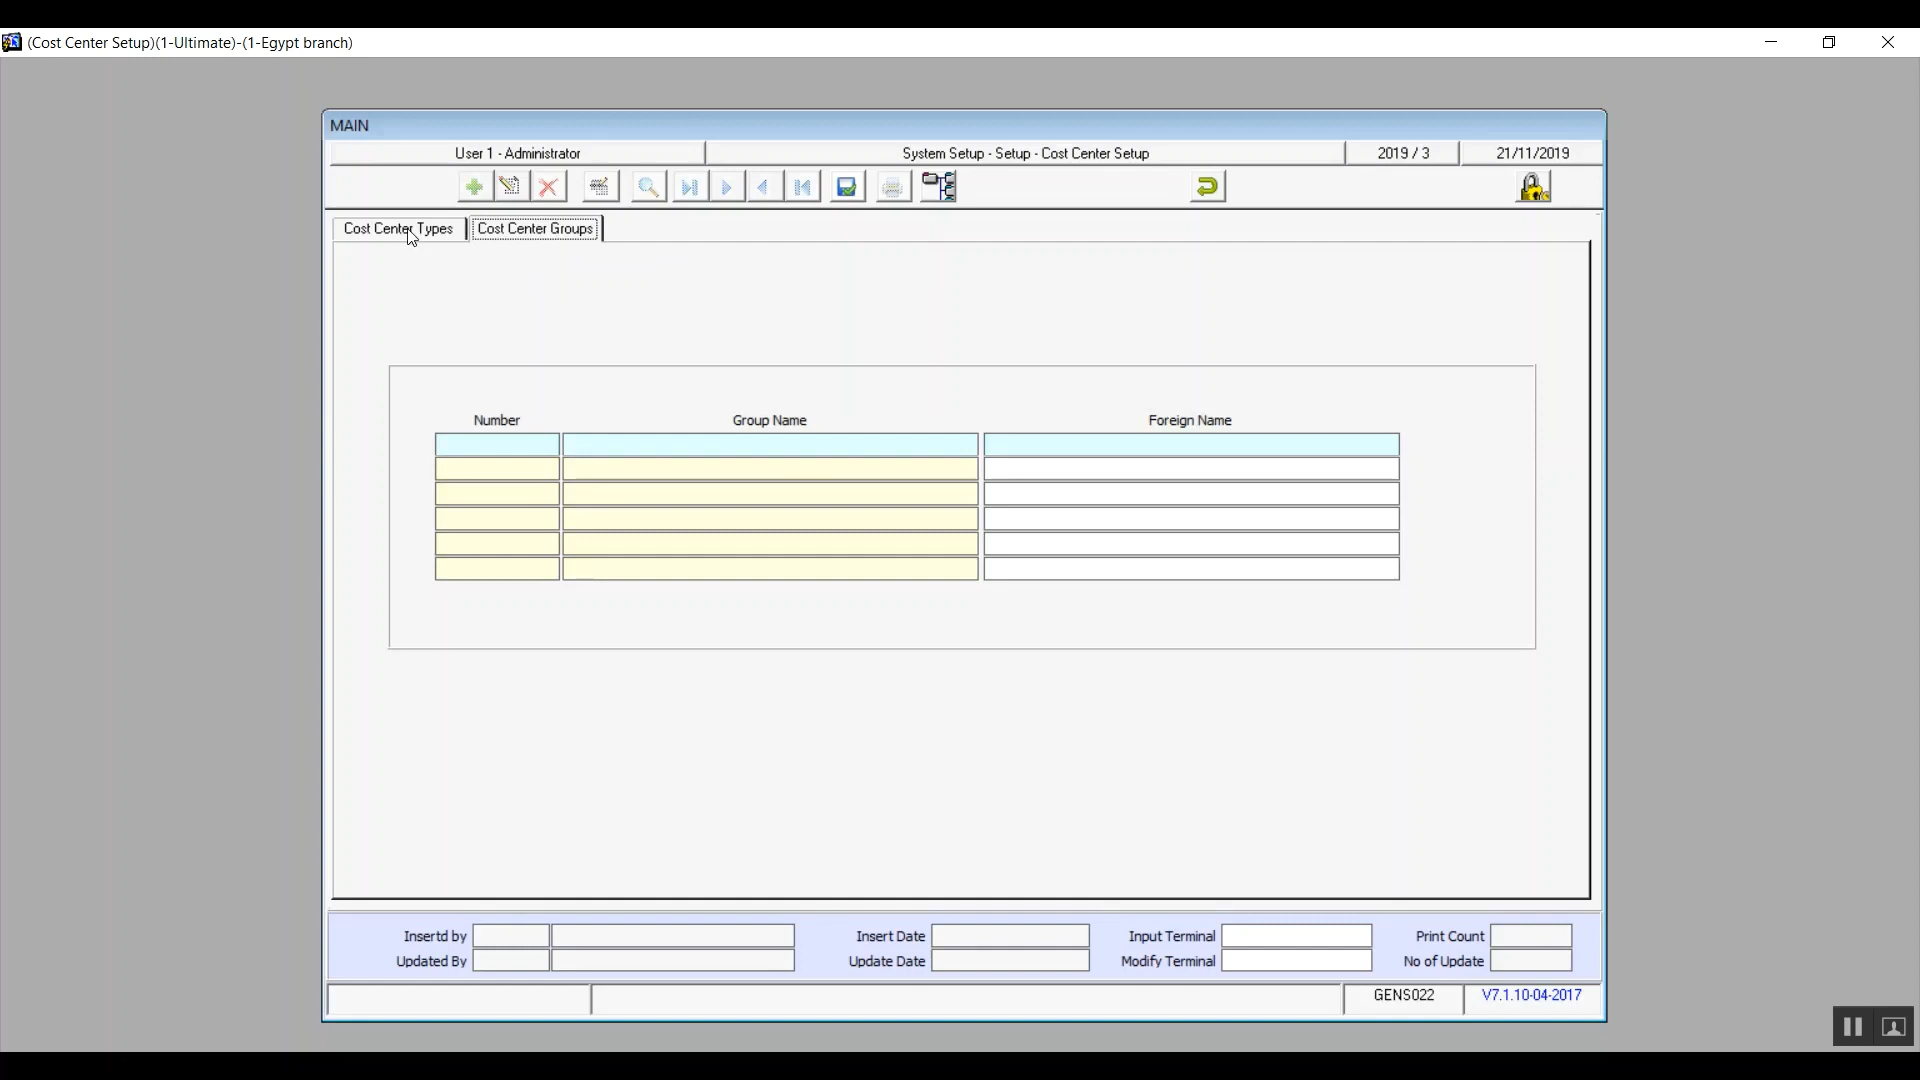 (Cost Center Setup)(1-Ultimate)-(1-Egypt branch)
MAIN
User 1 - Administrator
System Setup - Setup - Cost Center Setup
2019 / 3
21/11/2019
Cost Center Types
Cost Center Groups
Number
Group Name
Foreign Name
Insertd by
Insert Date
Input Terminal
Print Count
Updated By
Update Date
Modify Terminal
No of Update
GENS022
V7.1.10-04-2017